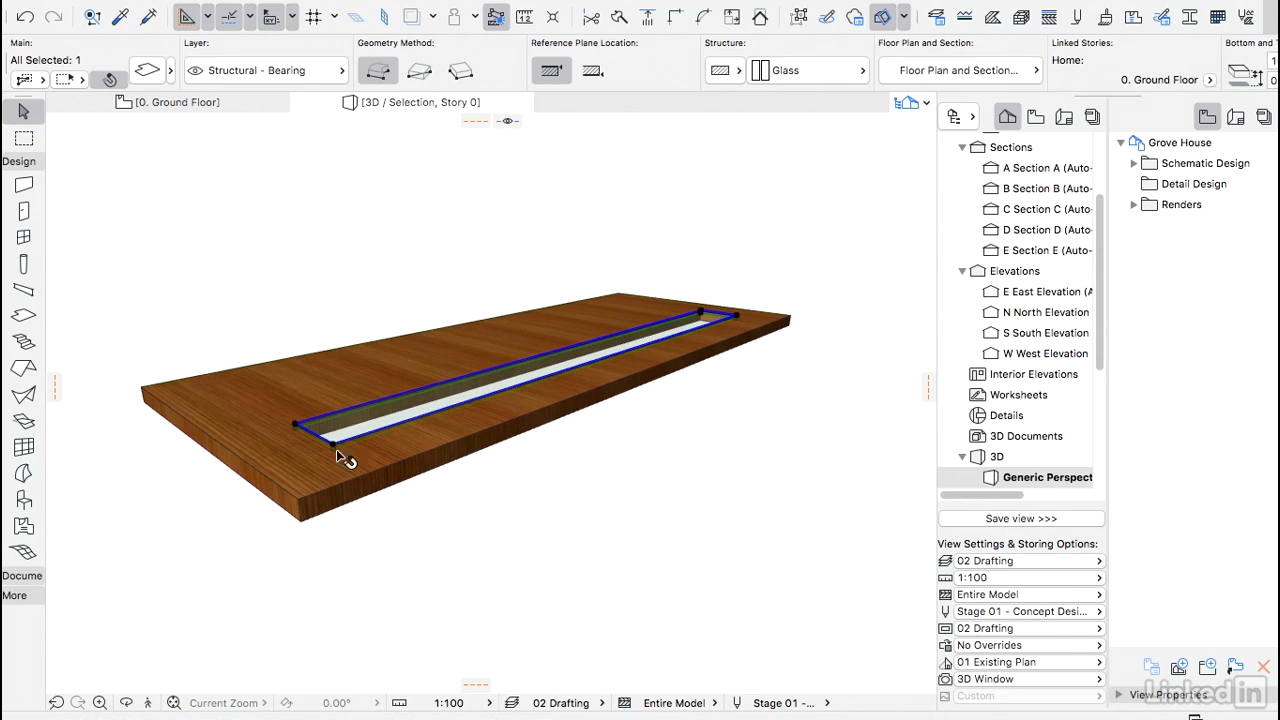 Main:
All Selected: 1
Layer:
Structural - Bearing
Geometry Method:
Reference Plane Location:
Structure:
Glass
Floor Plan and Section:
Floor Plan and Section...
Linked Stories:
Home:
0. Ground Floor
Bottom and
[0. Ground Floor]
[3D / Selection, Story 0]
Design
Docume
More
Sections
A Section A (Auto-
B Section B (Auto-
C Section C (Auto-
D Section D (Auto-
E Section E (Auto-
Elevations
E East Elevation (A
N North Elevation
S South Elevation
W West Elevation
Interior Elevations
Worksheets
Details
3D Documents
3D
Generic Perspect
Save view >>>
View Settings & Storing Options:
02 Drafting
1:100
Entire Model
Stage 01 - Concept Desi...
02 Drafting
No Overrides
01 Existing Plan
3D Window
Custom
Grove House
Schematic Design
Detail Design
Renders
View Properties
LinkedIn
Current Zoom
0.00°
1:100
02 Drafting
Entire Model
Stage 01 -...